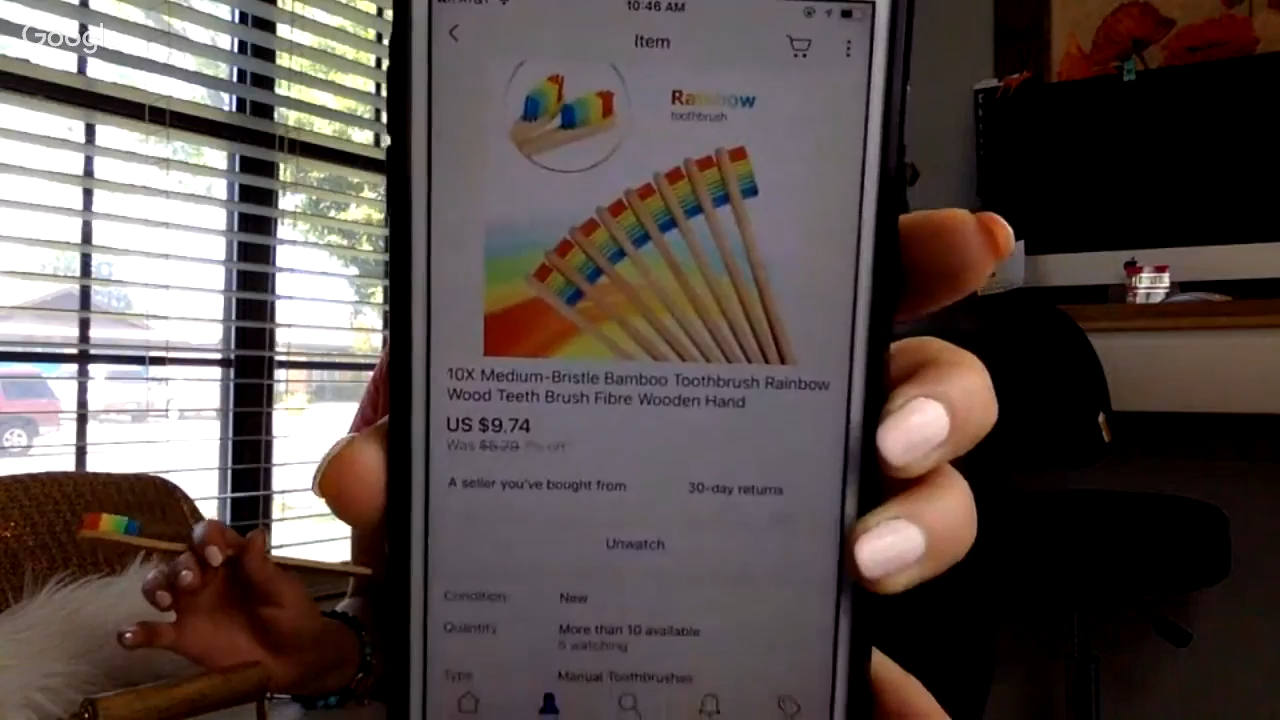 Googl
10:46 AM
Item
Rainbow
toothbrush
10X Medium-Bristle Bamboo Toothbrush Rainbow
Wood Teeth Brush Fibre Wooden Hand
US $9.74
Was
A seller you've bought from
30-day returns
Unwatch
Condition New
Quantity More than 10 available
watching
Type Manual Toothbrushes